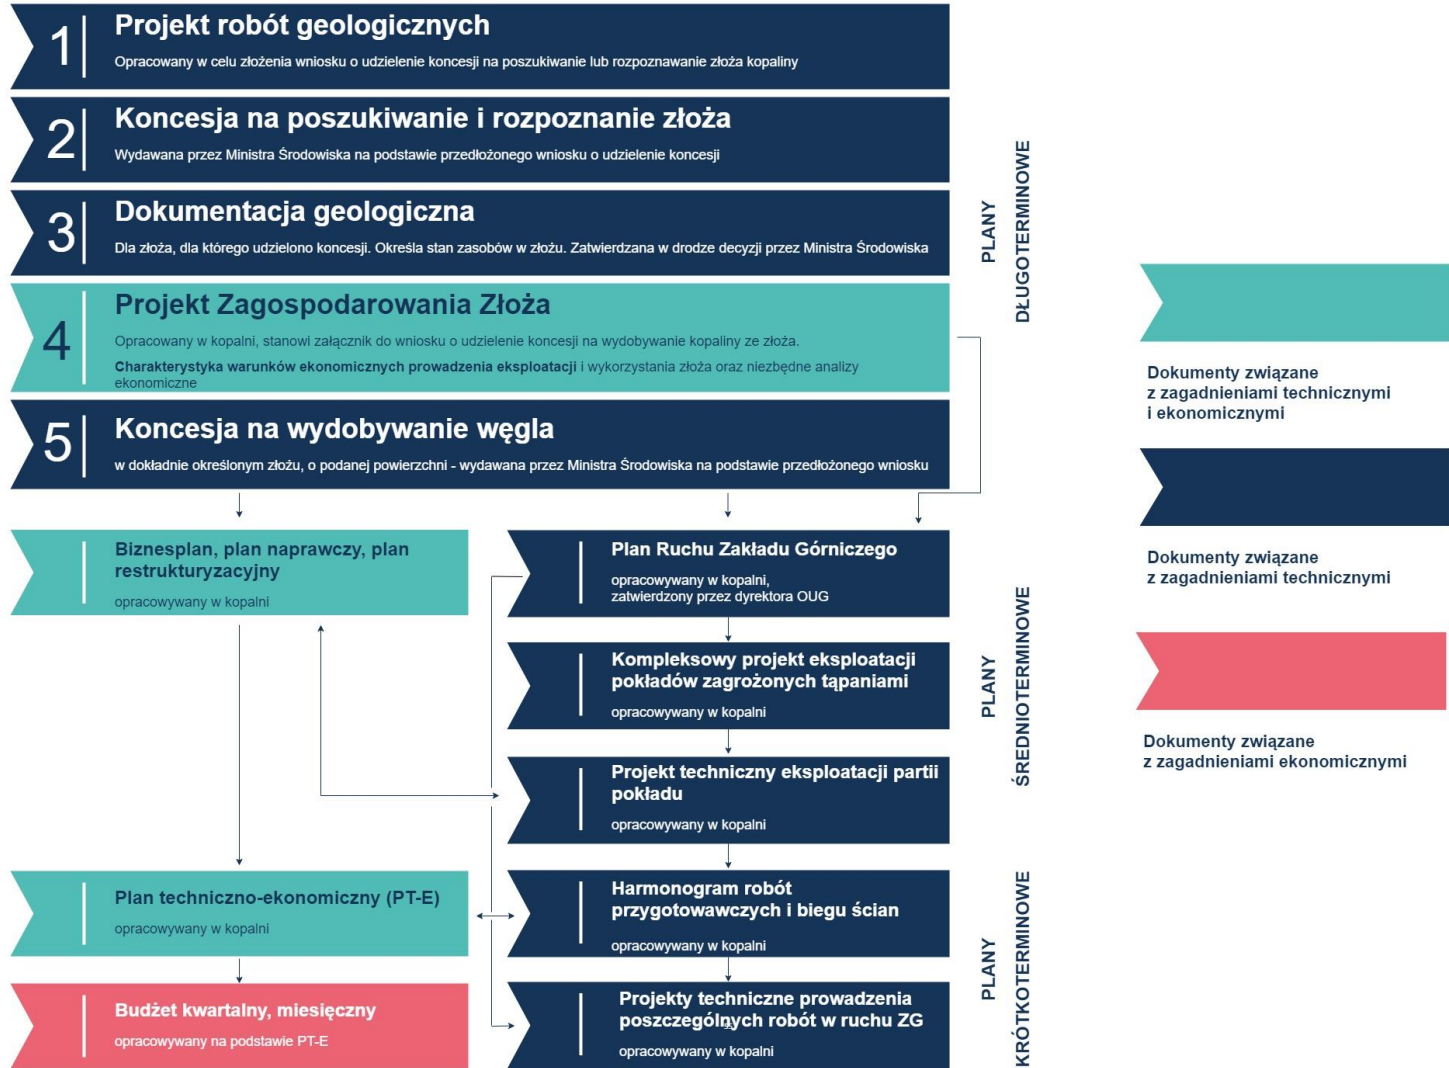 1
Projekt robót geologicznych
Opracowany w celu złożenia wniosku o udzielenie koncesji na poszukiwanie lub rozpoznawanie złoża kopaliny
2
Koncesja na poszukiwanie i rozpoznanie złoża
Wydawana przez Ministra Środowiska na podstawie przedłożonego wniosku o udzielenie koncesji
3
Dokumentacja geologiczna
Dla złoża, dla którego udzielono koncesji. Określa stan zasobów w złożu. Zatwierdzana w drodze decyzji przez Ministra Środowiska
4
Projekt Zagospodarowania Złoża
Opracowany w kopalni, stanowi załącznik do wniosku o udzielenie koncesji na wydobywanie kopaliny ze złoża.
Charakterystyka warunków ekonomicznych prowadzenia eksploatacji i wykorzystania złoża oraz niezbędne analizy
ekonomiczne
5
Koncesja na wydobywanie węgla
w dokładnie określonym złożu, o podanej powierzchni - wydawana przez Ministra Środowiska na podstawie przedłożonego wniosku
PLANY
DŁUGOTERMINOWE
Biznesplan, plan naprawczy, plan
restrukturyzacyjny
opracowywany w kopalni
Plan Ruchu Zakładu Górniczego
opracowywany w kopalni,
zatwierdzony przez dyrektora OUG
Kompleksowy projekt eksploatacji
pokładów zagrożonych tąpaniami
opracowywany w kopalni
Projekt techniczny eksploatacji partii
pokładu
opracowywany w kopalni
PLANY
ŚREDNIOTERMINOWE
Plan techniczno-ekonomiczny (PT-E)
opracowywany w kopalni
Harmonogram robót
przygotowawczych i biegu ścian
opracowywany w kopalni
Budżet kwartalny, miesięczny
opracowywany na podstawie PT-E
Projekty techniczne prowadzenia
poszczególnych robót w ruchu ZG
opracowywany w kopalni
PLANY
KRÓTKOTERMINOWE
Dokumenty związane
z zagadnieniami technicznymi
i ekonomicznymi
Dokumenty związane
z zagadnieniami technicznymi
Dokumenty związane
z zagadnieniami ekonomicznymi